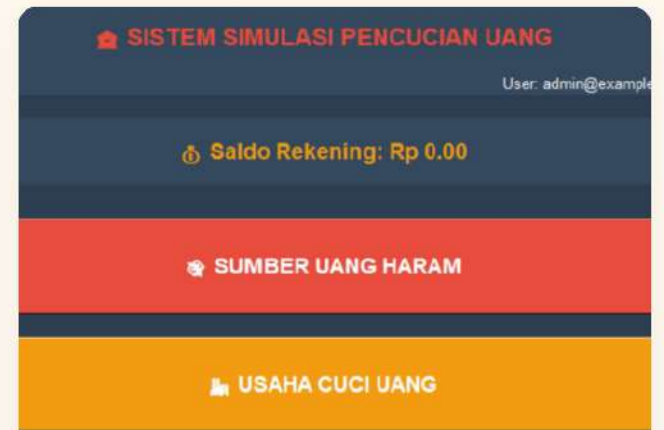 SISTEM SIMULASI PENCUCIAN UANG
User: admin@example
Saldo Rekening: Rp 0.00
SUMBER UANG HARAM
USAHA CUCI UANG